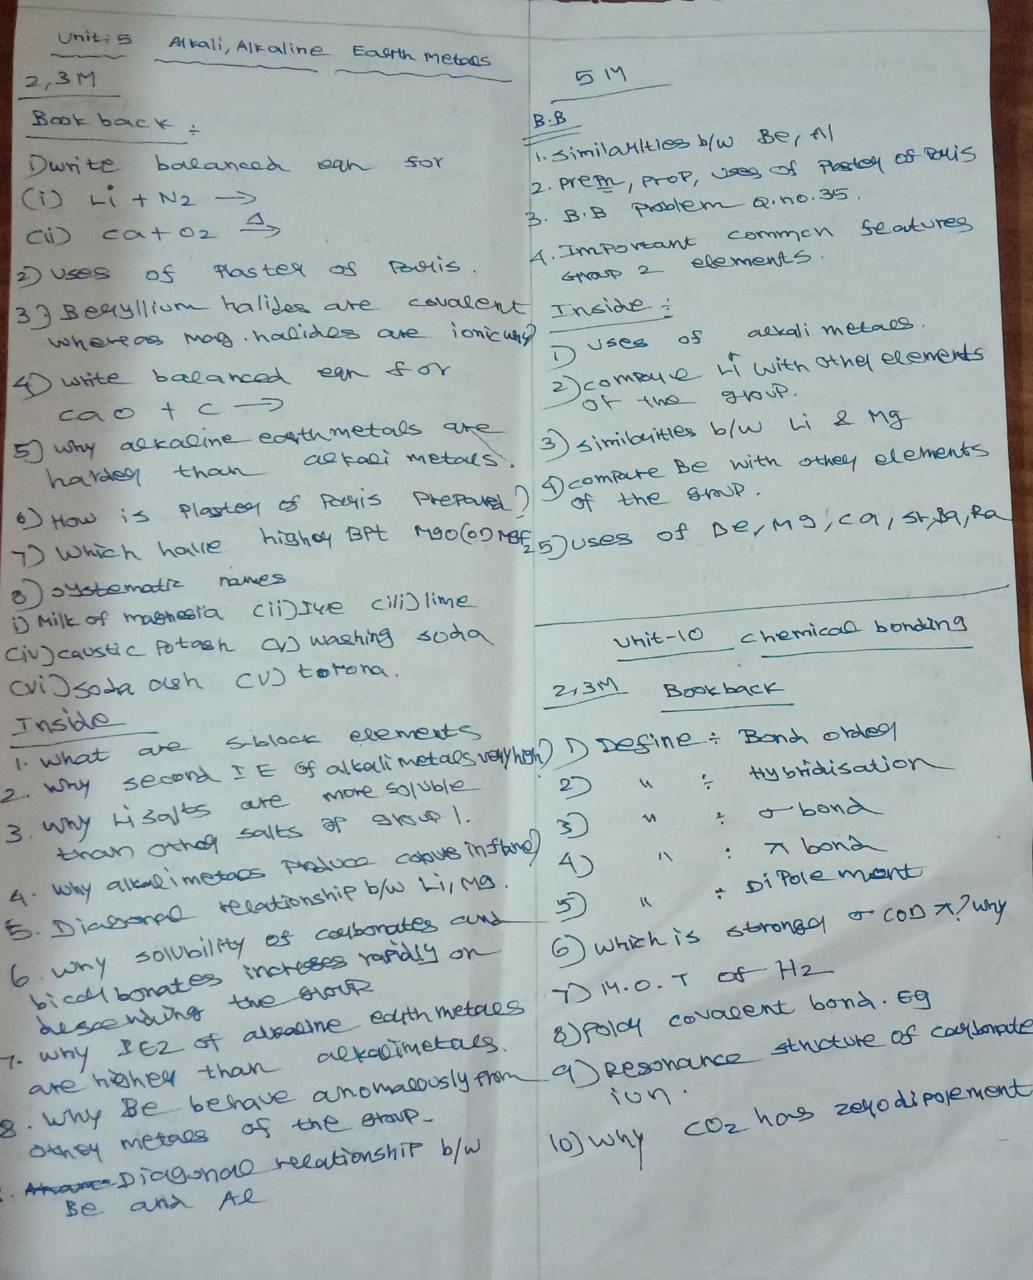 Unit: 5 Alkali, Alkaline Earth metals
2,3M
Book back ÷
1) write balanced eqn for
(i) Li + N2 →
(ii) ca + O2 Δ→
2) uses of Plaster of Paris.
3) Beryllium halides are covalent
whereas mag. halides are ionic why?
4) write balanced eqn for
cao + c →
5) why alkaline earth metals are
harder than alkali metals.
6) How is Plaster of Paris Prepared?
7) which have higher BPt MgO (or) MgF2
8) systematic names
i) Milk of magnesia (ii) lye (iii) lime
(iv) caustic Potash (v) washing soda
(vi) soda ash (v) torona.
Inside
1. what are s-block elements
2. why second IE of alkali metals very high?
3. why Li salts are more soluble
than other salts of group 1.
4. why alkali metals Produce colour in flame?
5. Diagonal relationship b/w Li, Mg.
6. why solubility of carbonates and
bicarbonates increases rapidly on
descending the group
7. why IE2 of alkaline earth metals
are higher than alkali metals.
8. why Be behave anomalously from
other metals of the group.
Diagonal relationship b/w
Be and Al
5 M
B.B
1. similarities b/w Be, Al
2. prepn, prop, uses of Plaster of Paris
3. B.B Problem Q.no. 35.
4. Important common features
Group 2 elements.
Inside ÷
1) uses of alkali metals.
2) compare Li with other elements
of the group.
3) similarities b/w Li & Mg
4) compare Be with other elements
of the group.
5) uses of Be, Mg, ca, Sr, Ba, Ra
Unit-10 chemical bonding
2,3M Book back
1) Define ÷ Bond order
2) " ÷ Hybridisation
3) " : σ bond
4) " : π bond
5) " ÷ Dipole moment
6) which is stronger σ (or) π? why
7) M.O.T of H2
8) Polar covalent bond. Eg
9) Resonance structure of carbonate
ion.
10) why CO2 has zero dipolement